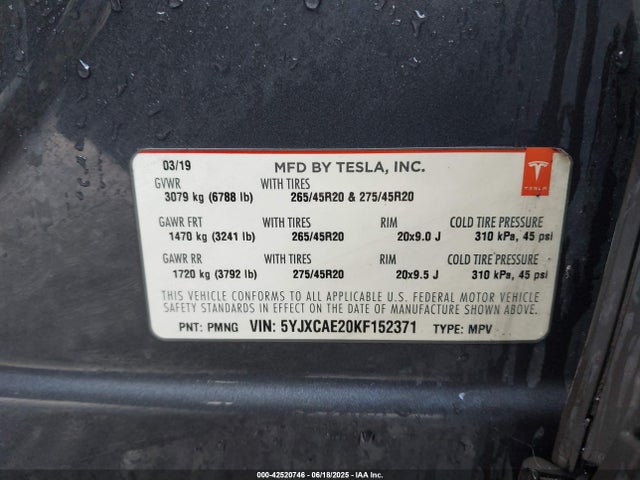 03/19 MFD BY TESLA, INC.
GVWR WITH TIRES
3079 kg (6788 lb) 265/45R20 & 275/45R20
TESLA
GAWR FRT WITH TIRES RIM COLD TIRE PRESSURE
1470 kg (3241 lb) 265/45R20 20x9.0 J 310 kPa, 45 psi
GAWR RR WITH TIRES RIM COLD TIRE PRESSURE
1720 kg (3792 lb) 275/45R20 20x9.5 J 310 kPa, 45 psi
THIS VEHICLE CONFORMS TO ALL APPLICABLE U.S. FEDERAL MOTOR VEHICLE
SAFETY STANDARDS IN EFFECT ON THE DATE OF MANUFACTURE SHOWN ABOVE.
PNT: PMNG VIN: 5YJXCAE20KF152371 TYPE: MPV
000-42520746 - 06/18/2025 - IAA Inc.